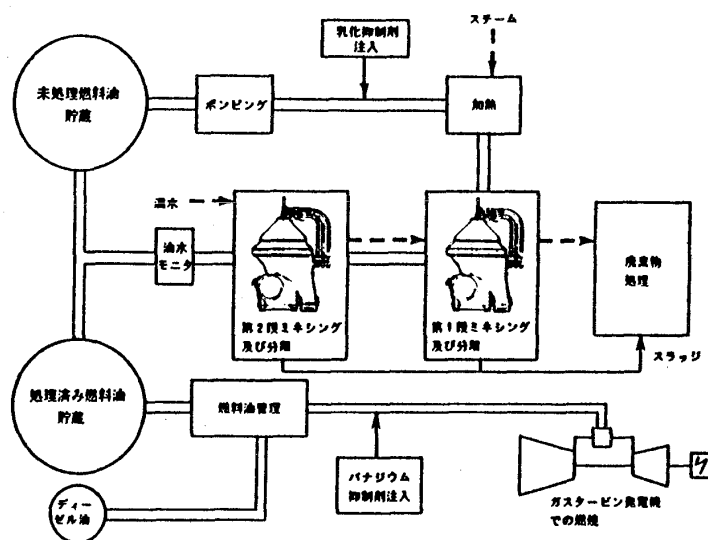 乳化抑制剤
注入
スチーム
未処理燃料油
貯蔵
ポンピング
加熱
温水
油水
モニタ
第2段ミキシング
及び分離
第1段ミキシング
及び分離
廃棄物
処理
スラッジ
処理済み燃料油
貯蔵
燃料油管理
バナジウム
抑制剤注入
ディー
ゼル油
ガスタービン発電機
での燃焼